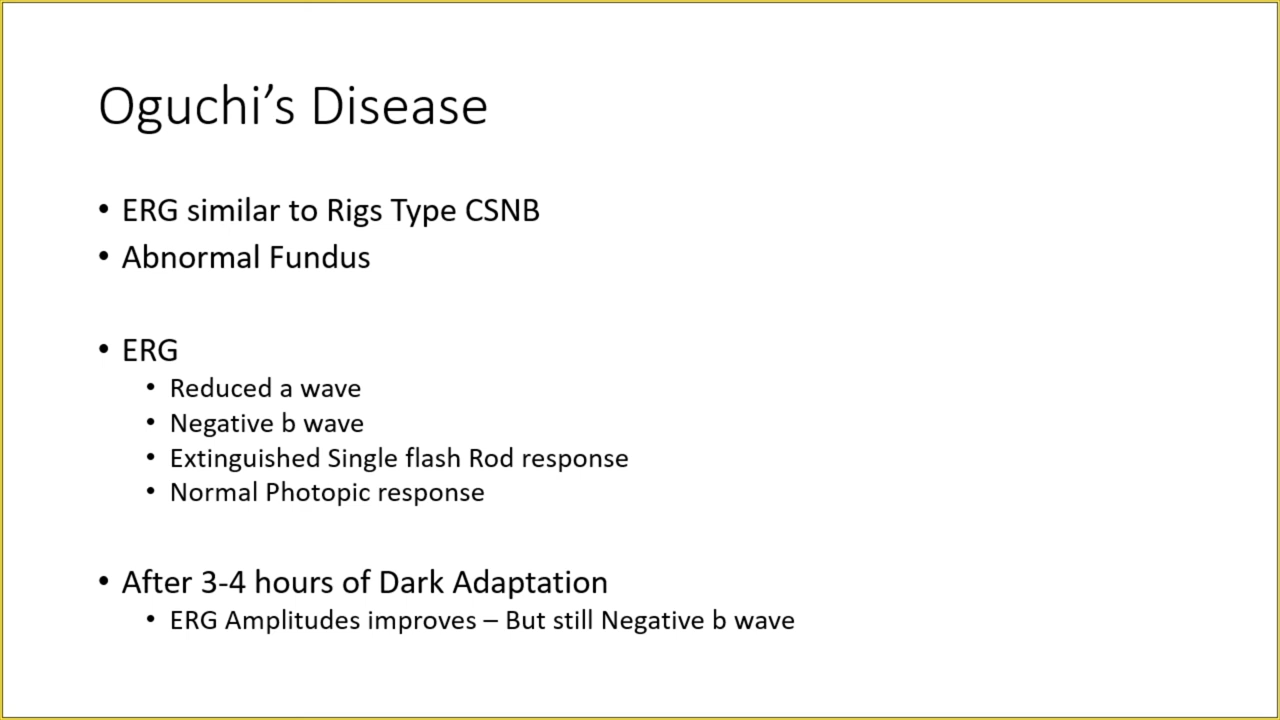 Oguchi’s Disease
• ERG similar to Rigs Type CSNB
• Abnormal Fundus
• ERG
• Reduced a wave
• Negative b wave
• Extinguished Single flash Rod response
• Normal Photopic response
• After 3-4 hours of Dark Adaptation
• ERG Amplitudes improves – But still Negative b wave